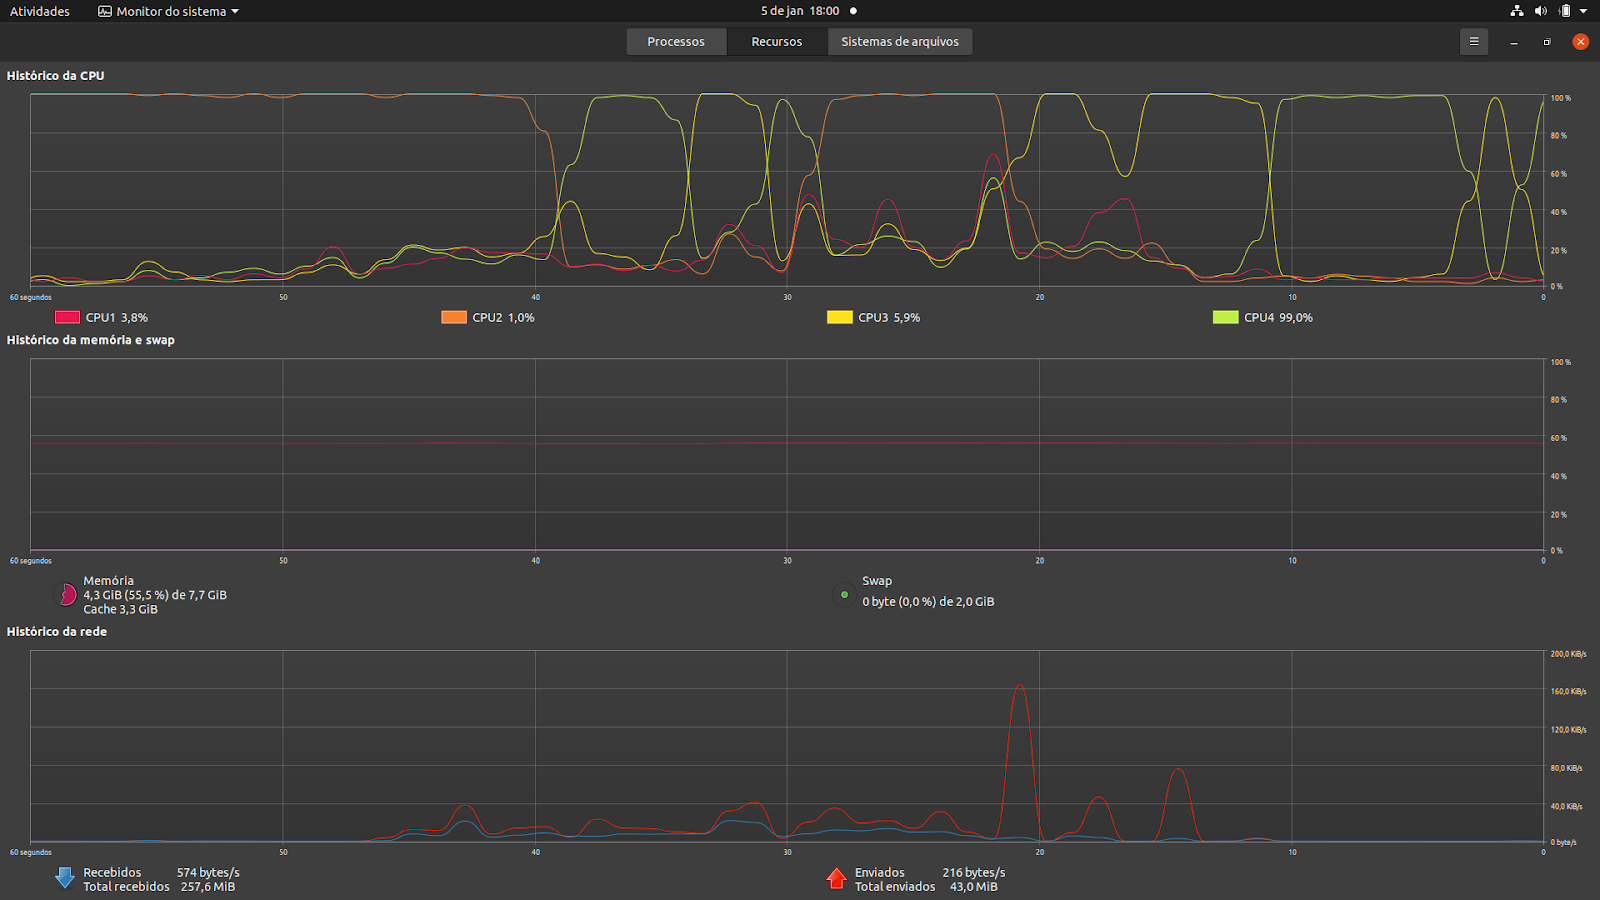 Atividades Monitor do sistema 5 de jan 18:00
Processos Recursos Sistemas de arquivos
Histórico da CPU
100 %
80 %
60 %
40 %
20 %
0 %
60 segundos 50 40 30 20 10 0
CPU1 3,8% CPU2 1,0% CPU3 5,9% CPU4 99,0%
Histórico da memória e swap
100 %
80 %
60 %
40 %
20 %
0 %
60 segundos 50 40 30 20 10 0
Memória
4,3 GiB (55,5 %) de 7,7 GiB
Cache 3,3 GiB
Swap
0 byte (0,0 %) de 2,0 GiB
Histórico da rede
200,0 KiB/s
160,0 KiB/s
120,0 KiB/s
80,0 KiB/s
40,0 KiB/s
0 byte/s
60 segundos 50 40 30 20 10 0
Recebidos 574 bytes/s
Total recebidos 257,6 MiB
Enviados 216 bytes/s
Total enviados 43,0 MiB